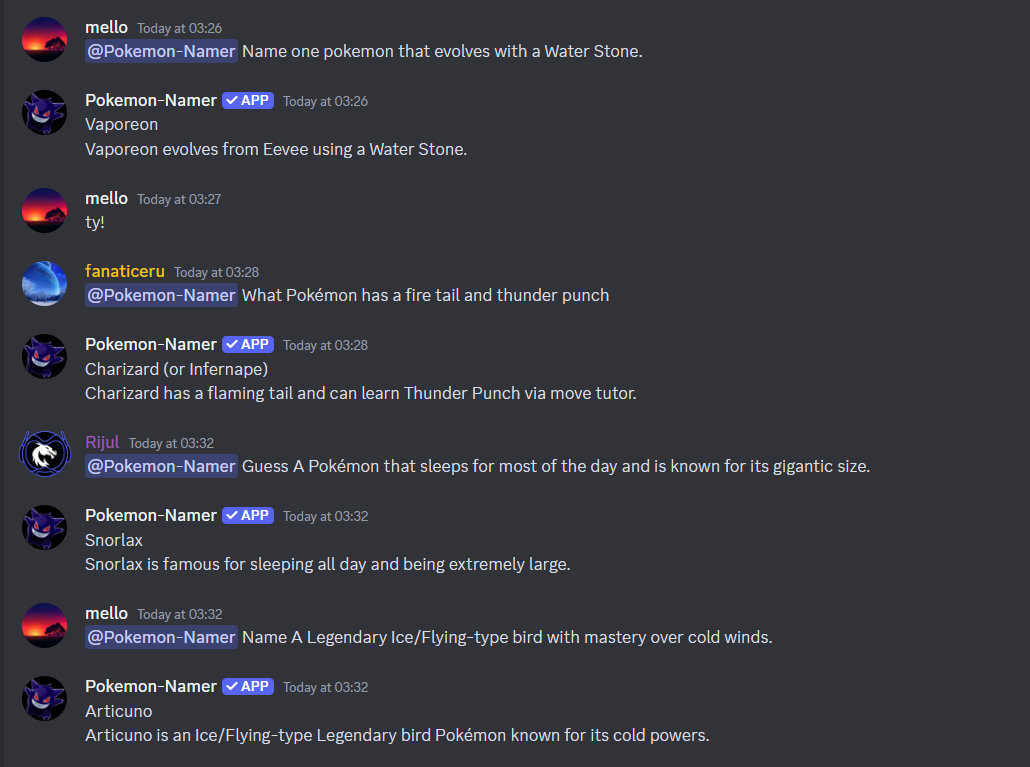 mello Today at 03:26
@Pokemon-Namer Name one pokemon that evolves with a Water Stone.
Pokemon-Namer APP Today at 03:26
Vaporeon
Vaporeon evolves from Eevee using a Water Stone.
mello Today at 03:27
ty!
fanaticeru Today at 03:28
@Pokemon-Namer What Pokémon has a fire tail and thunder punch
Pokemon-Namer APP Today at 03:28
Charizard (or Infernape)
Charizard has a flaming tail and can learn Thunder Punch via move tutor.
Rijul Today at 03:32
@Pokemon-Namer Guess A Pokémon that sleeps for most of the day and is known for its gigantic size.
Pokemon-Namer APP Today at 03:32
Snorlax
Snorlax is famous for sleeping all day and being extremely large.
mello Today at 03:32
@Pokemon-Namer Name A Legendary Ice/Flying-type bird with mastery over cold winds.
Pokemon-Namer APP Today at 03:32
Articuno
Articuno is an Ice/Flying-type Legendary bird Pokémon known for its cold powers.